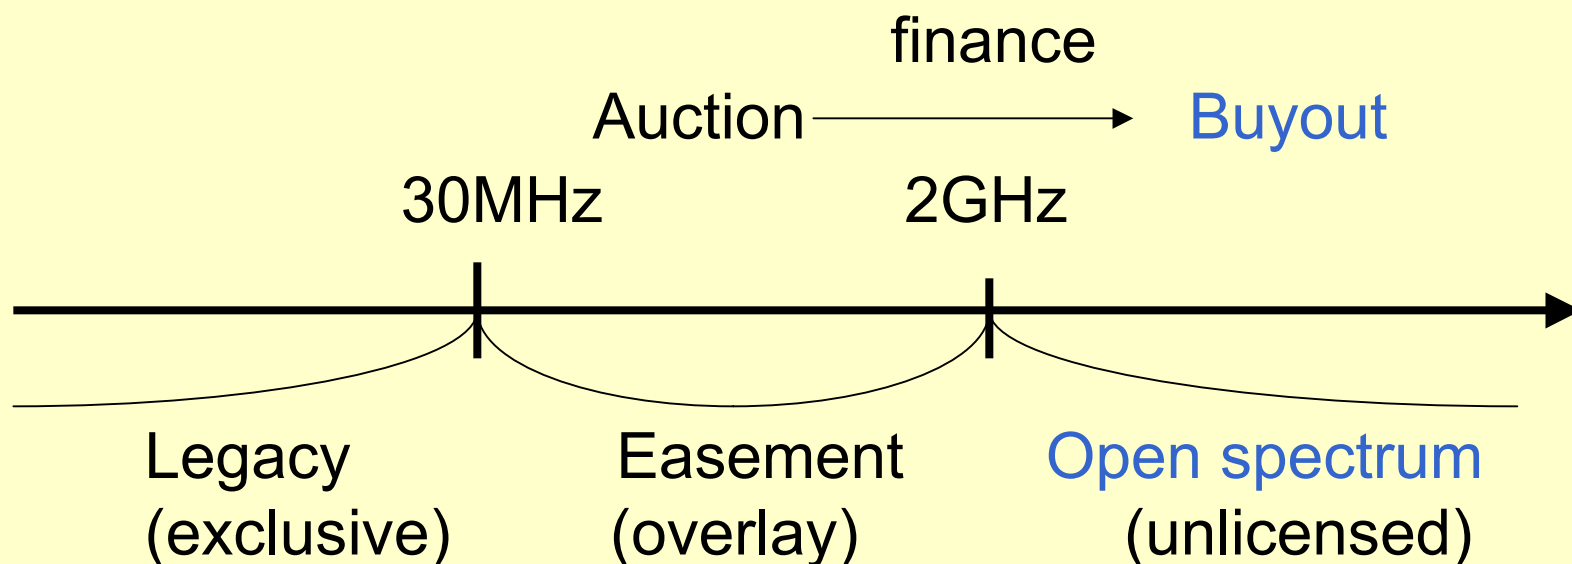 finance
Auction Buyout
30MHz 2GHz
Legacy Easement Open spectrum
(exclusive) (overlay) (unlicensed)